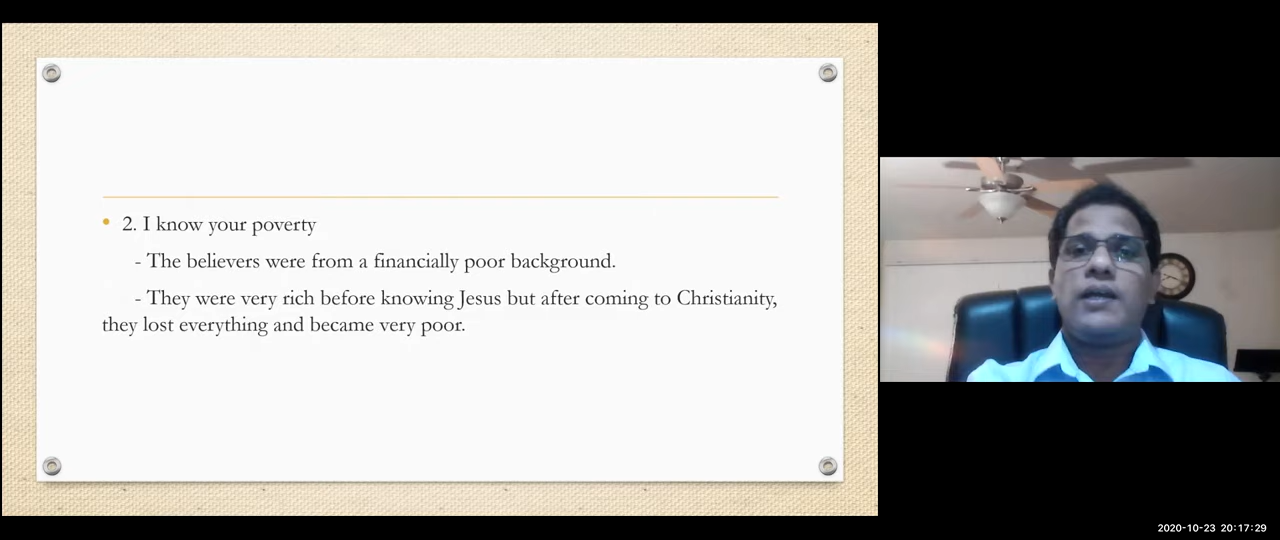 • 2. I know your poverty
- The believers were from a financially poor background.
- They were very rich before knowing Jesus but after coming to Christianity,
they lost everything and became very poor.
2020-10-23 20:17:29